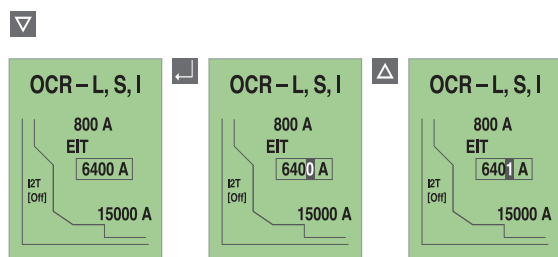 OCR – L, S, I
800 A
EIT
6400 A
I2T
[Off]
15000 A
OCR – L, S, I
800 A
EIT
6400 A
I2T
[Off]
15000 A
OCR – L, S, I
800 A
EIT
6401 A
I2T
[Off]
15000 A